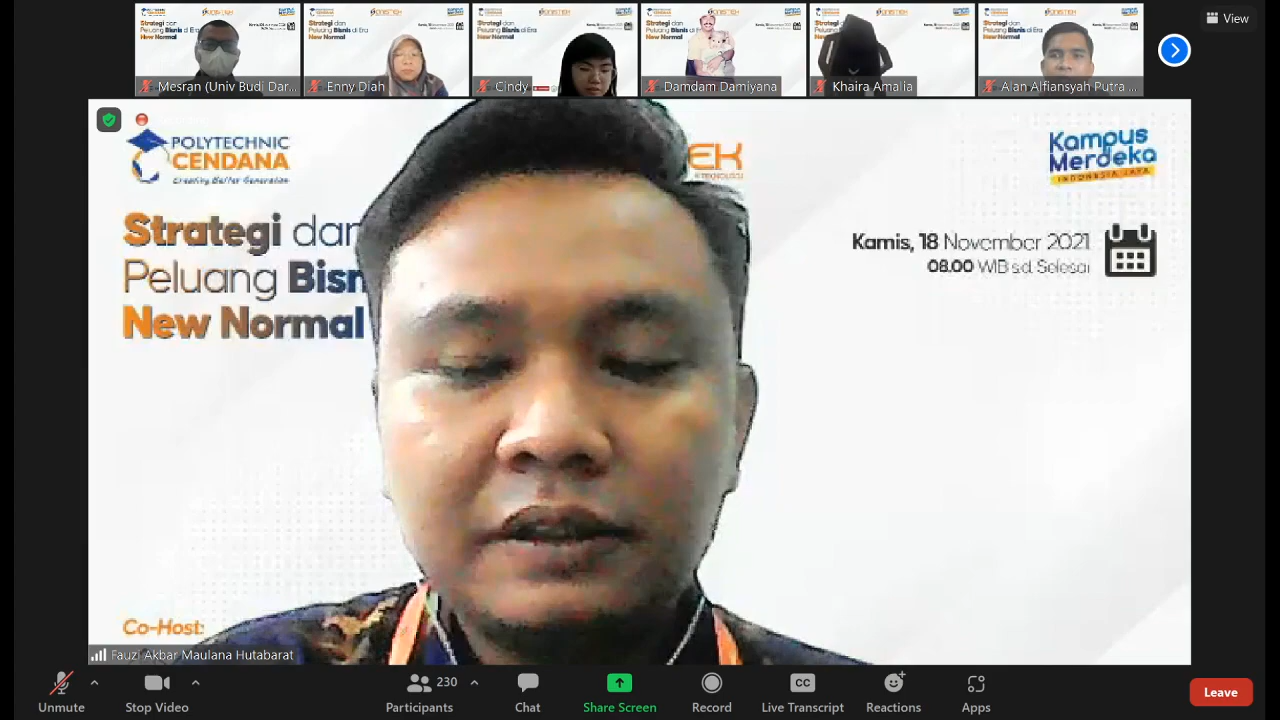 View
Mesran (Univ Budi Dar...
Enny Diah
Cindy
Damdam Damiyana
Khaira Amalia
Alan Alfiansyah Putra ...
POLYTECHNIC
CENDANA
Creating Better Generation
EK
Kampus
Merdeka
INDONESIA JAYA
Strategi dan
Peluang Bisn
New Normal
Kamis, 18 November 2021
08.00 WIB s.d. Selesai
Co-Host:
Fauzi Akbar Maulana Hutabarat
Unmute
Stop Video
230
Participants
Chat
Share Screen
Record
CC
Live Transcript
Reactions
Apps
Leave